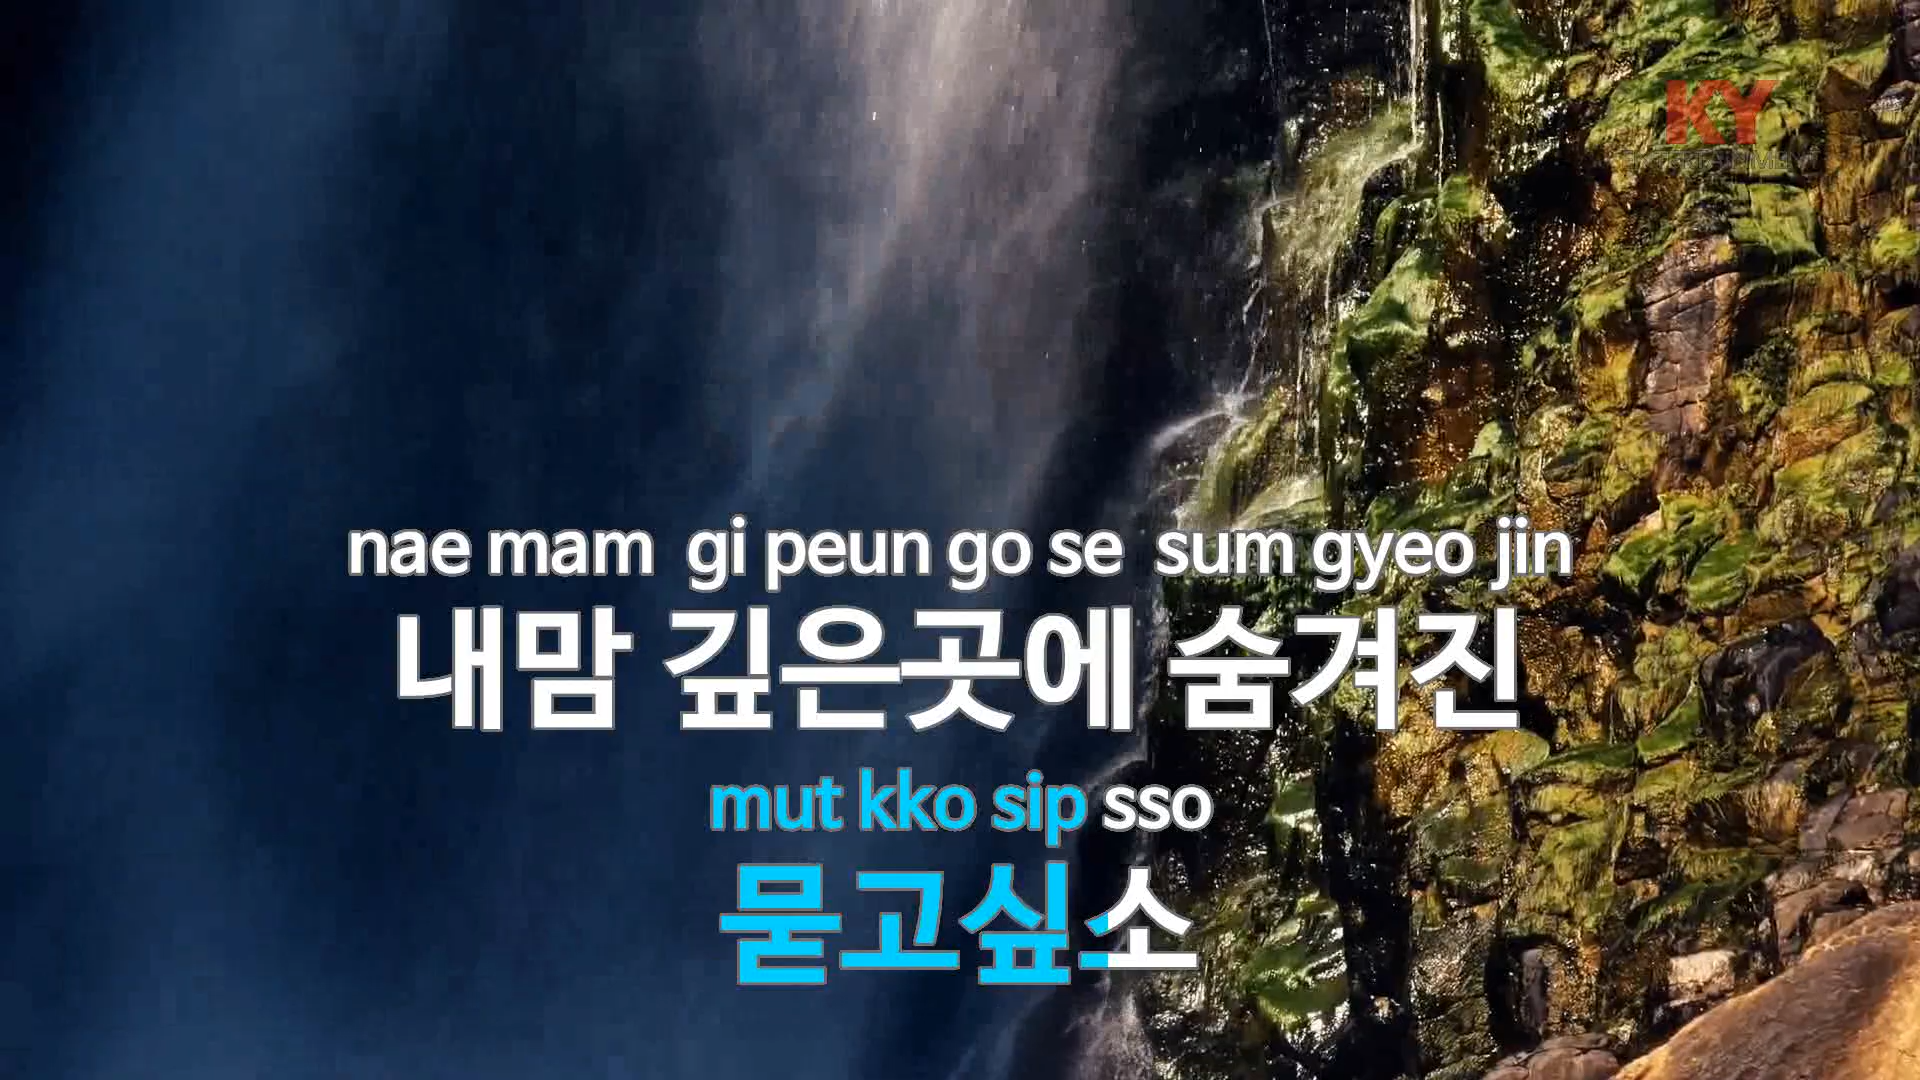 KY
ENTERTAINMENT
nae mam gi peun go se sum gyeo jin
내맘 깊은곳에 숨겨진
mut kko sip sso
묻고싶소